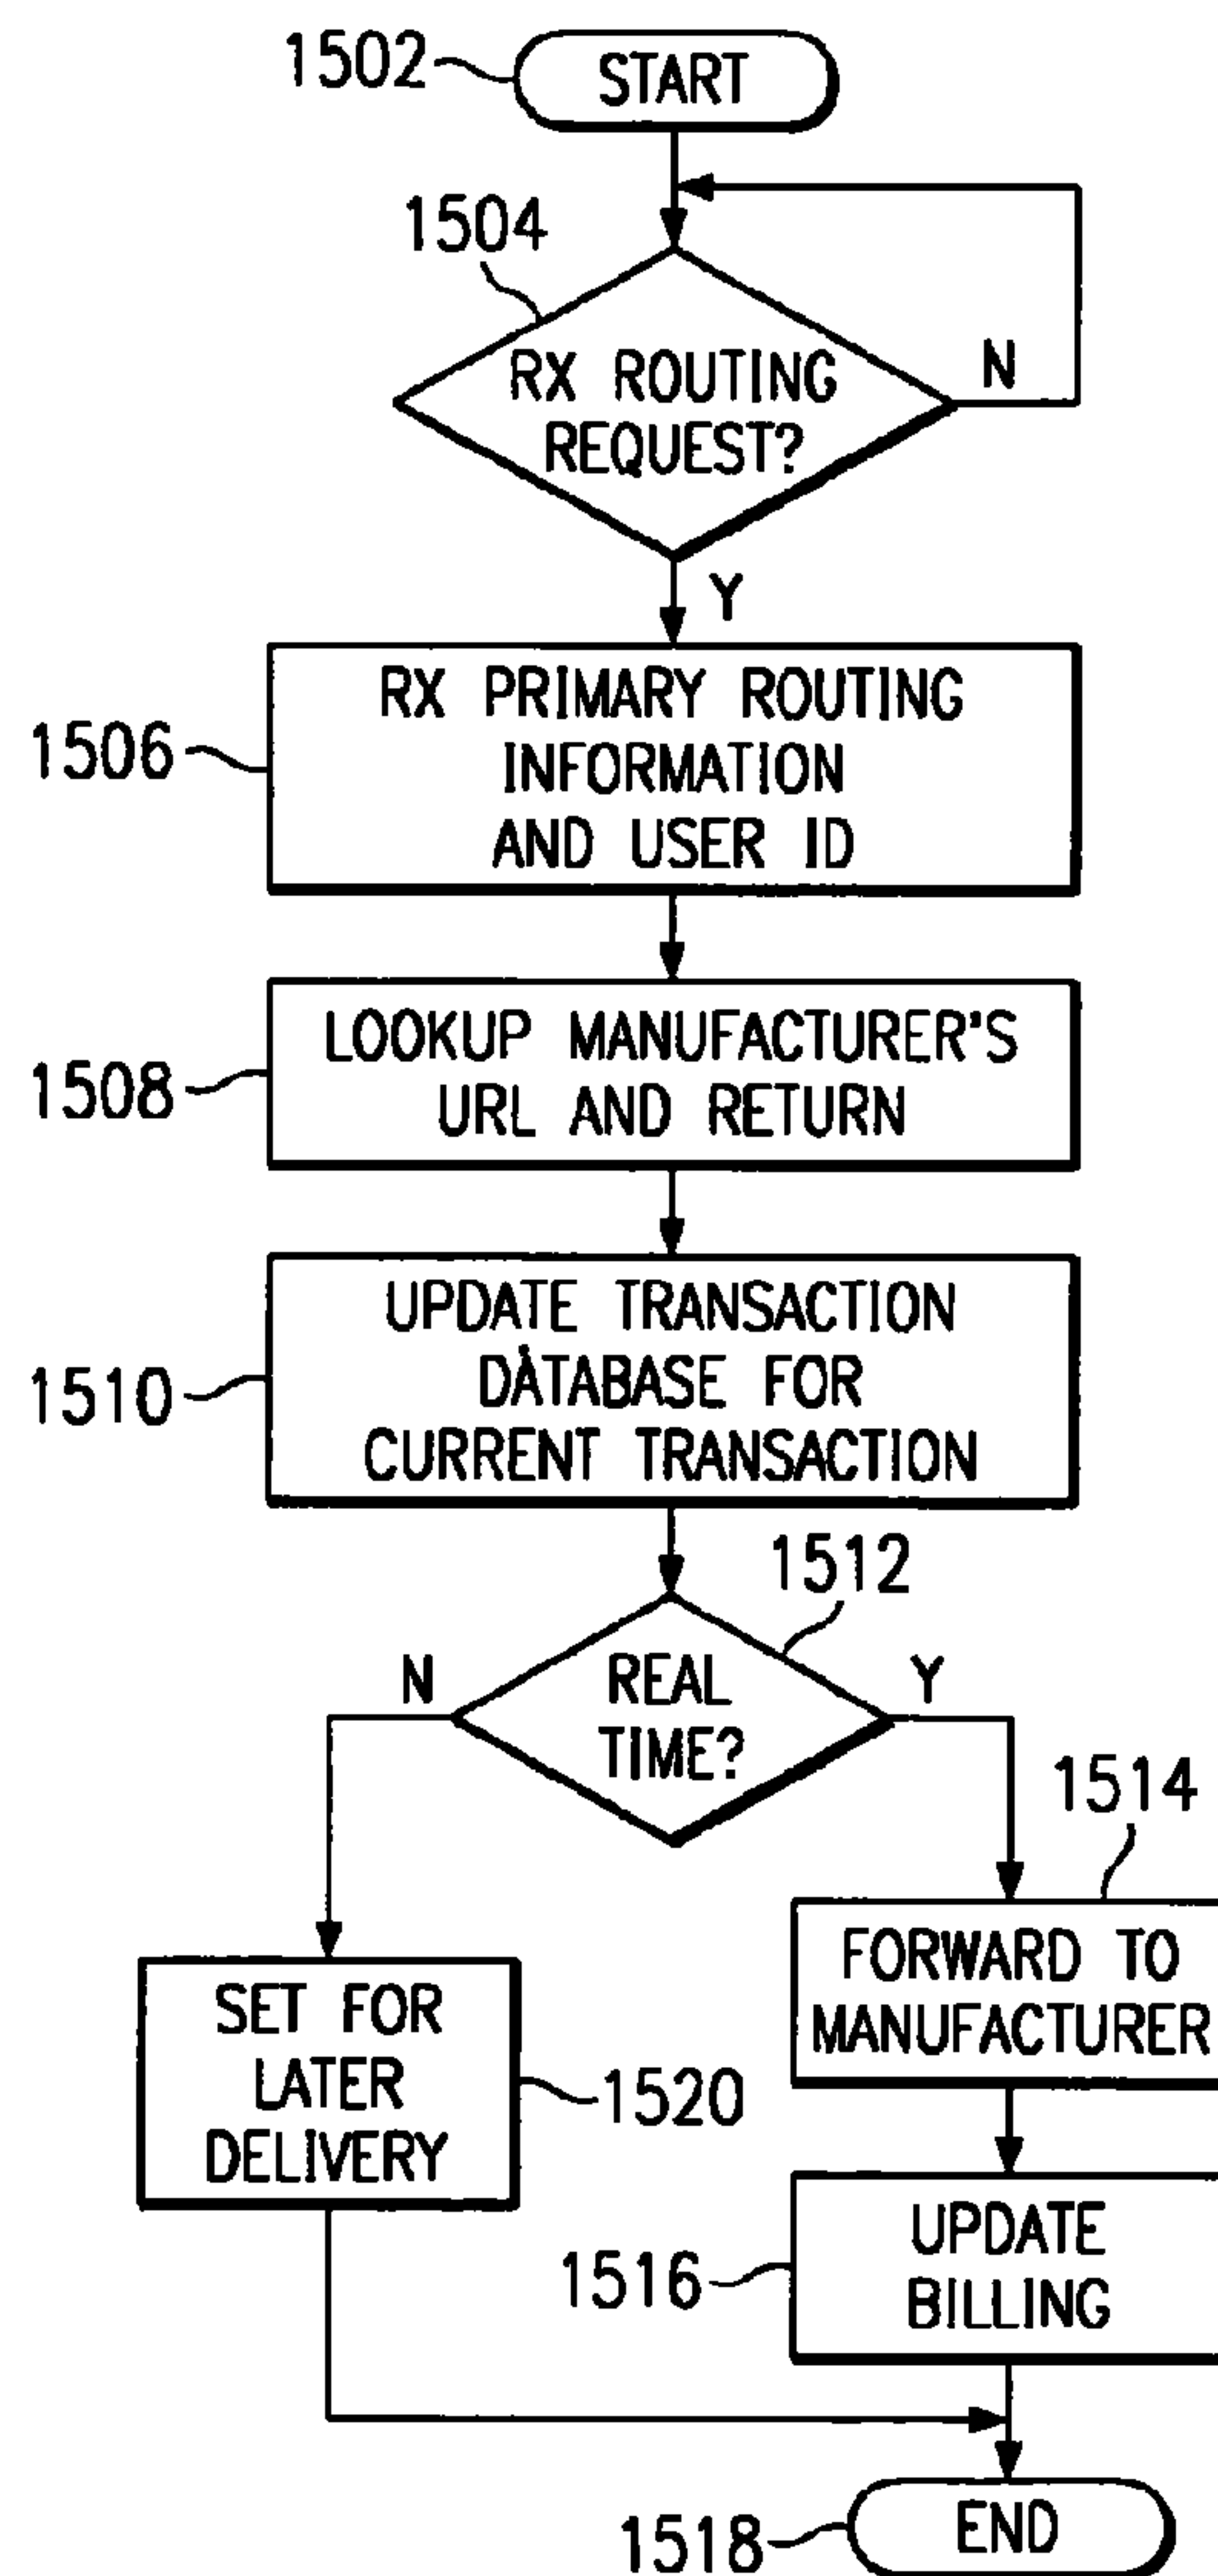 1502
START
1504
RX ROUTING
REQUEST?
N
Y
1506
RX PRIMARY ROUTING
INFORMATION
AND USER ID
1508
LOOKUP MANUFACTURER'S
URL AND RETURN
1510
UPDATE TRANSACTION
DATABASE FOR
CURRENT TRANSACTION
1512
N
REAL
TIME?
Y
1514
FORWARD TO
MANUFACTURER
SET FOR
LATER
DELIVERY
1520
1516
UPDATE
BILLING
1518
END